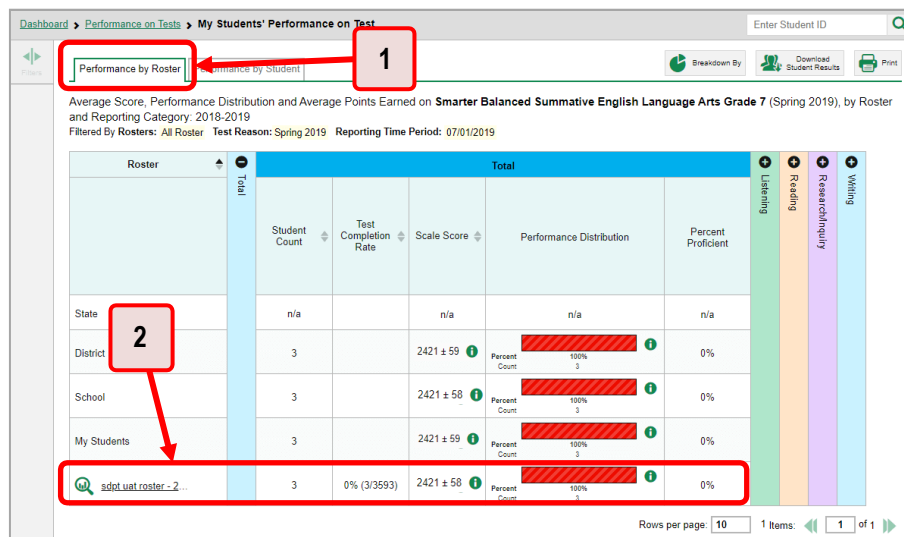 Dashboard > Performance on Tests > My Students' Performance on Test
Enter Student ID
Filters
Performance by Roster
Performance by Student
1
Breakdown By
Download
Student Results
Print
Average Score, Performance Distribution and Average Points Earned on Smarter Balanced Summative English Language Arts Grade 7 (Spring 2019), by Roster
and Reporting Category: 2018-2019
Filtered By Rosters: All Roster Test Reason: Spring 2019 Reporting Time Period: 07/01/2019
Roster
Total
Total
Listening
Reading
Research/Inquiry
Writing
Student
Count
Test
Completion
Rate
Scale Score
Performance Distribution
Percent
Proficient
State n/a n/a n/a n/a
2
District 3 2421 ± 59 Percent 100% 0%
Count 3
School 3 2421 ± 58 Percent 100% 0%
Count 3
My Students 3 2421 ± 59 Percent 100% 0%
Count 3
sdpt uat roster - 2... 3 0% (3/3593) 2421 ± 58 Percent 100% 0%
Count 3
Rows per page: 10 1 Items: 1 of 1